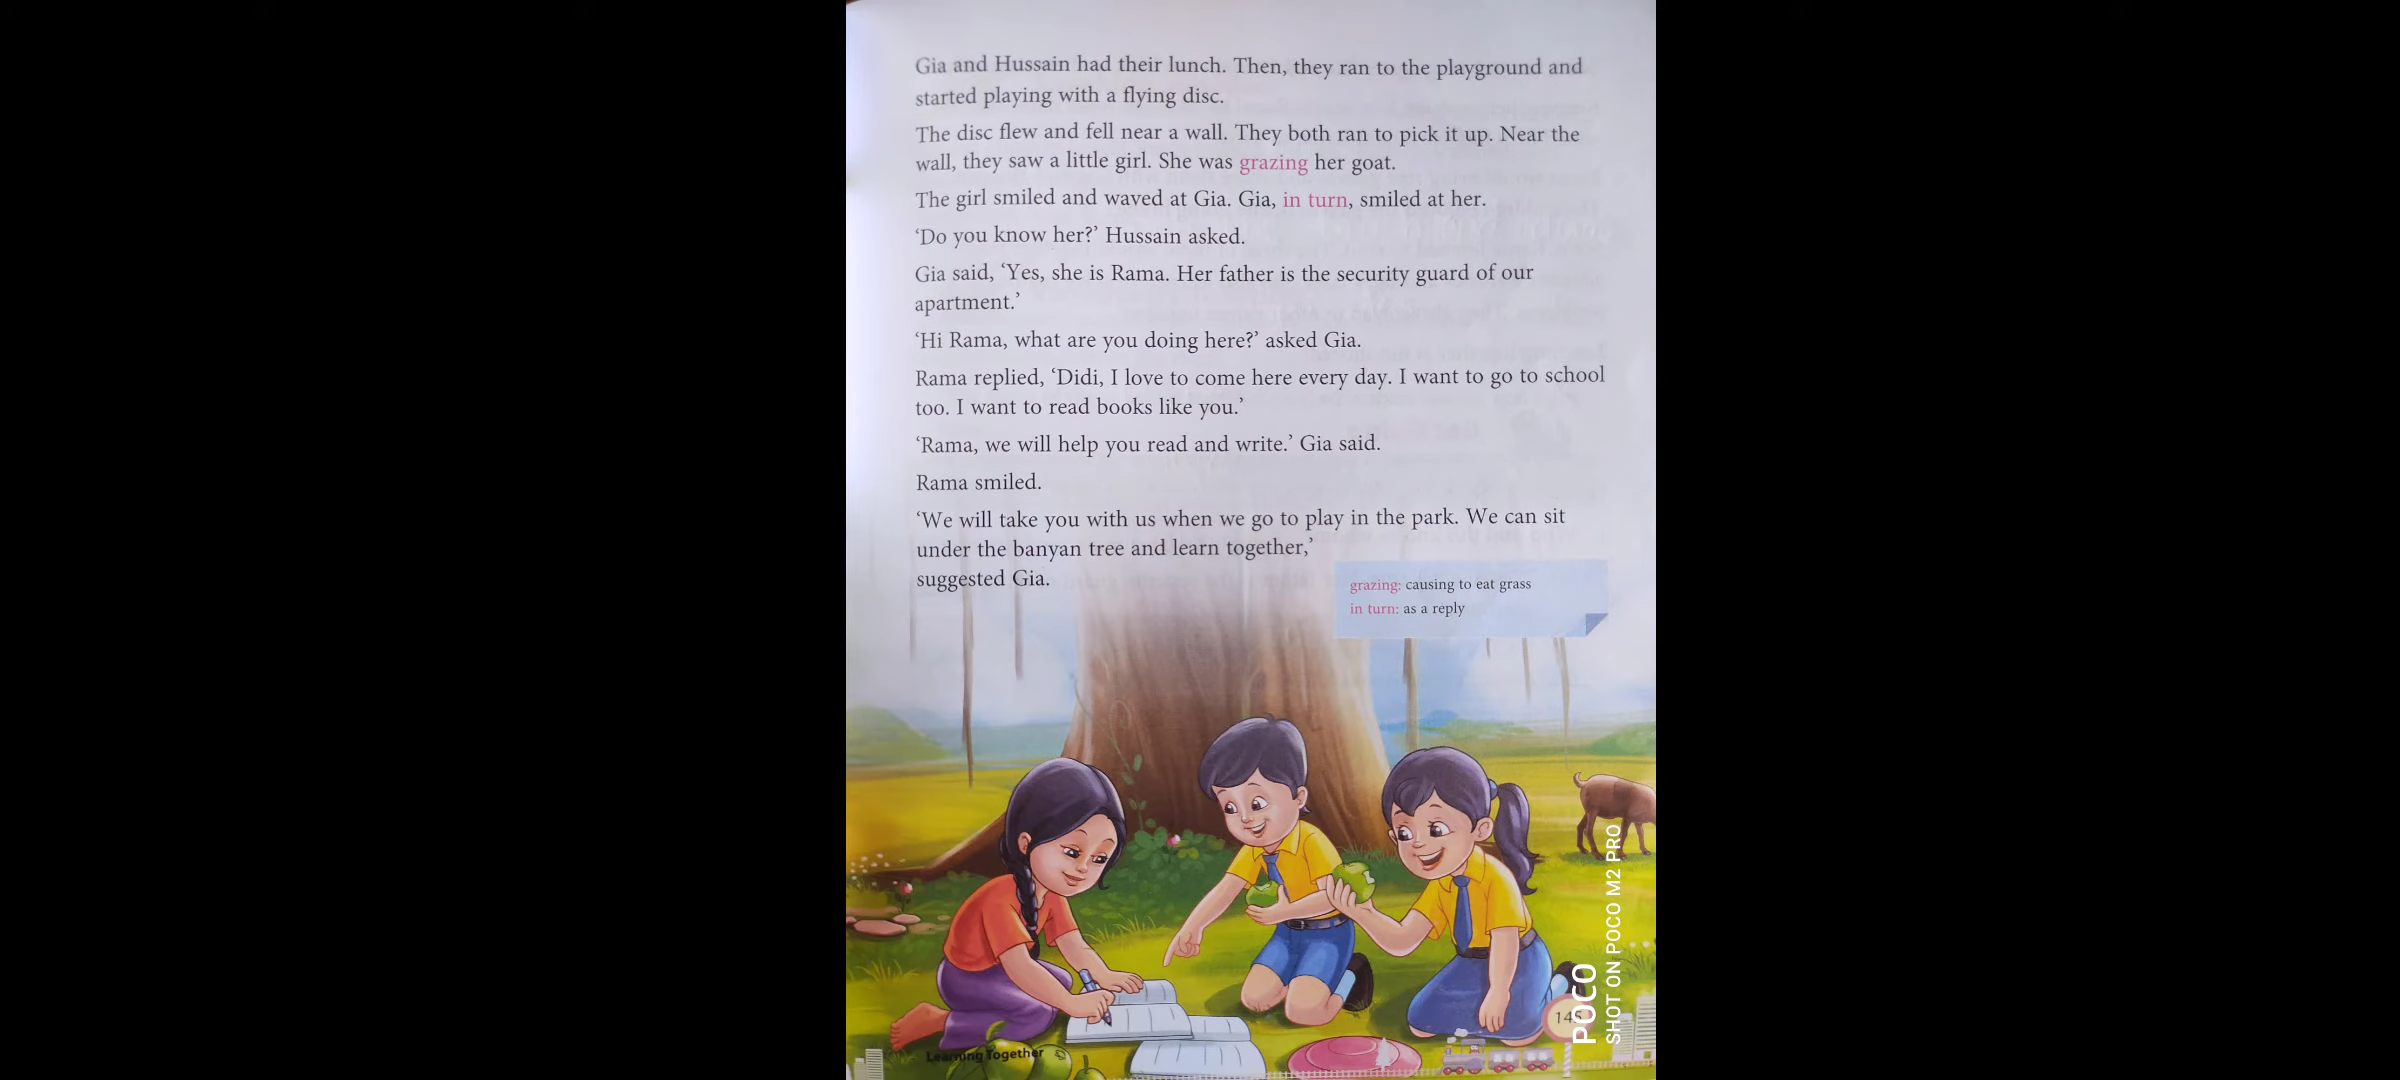 Gia and Hussain had their lunch. Then, they ran to the playground and
started playing with a flying disc.
The disc flew and fell near a wall. They both ran to pick it up. Near the
wall, they saw a little girl. She was grazing her goat.
The girl smiled and waved at Gia. Gia, in turn, smiled at her.
‘Do you know her?’ Hussain asked.
Gia said, ‘Yes, she is Rama. Her father is the security guard of our
apartment.’
‘Hi Rama, what are you doing here?’ asked Gia.
Rama replied, ‘Didi, I love to come here every day. I want to go to school
too. I want to read books like you.’
‘Rama, we will help you read and write.’ Gia said.
Rama smiled.
‘We will take you with us when we go to play in the park. We can sit
under the banyan tree and learn together,’
suggested Gia.
grazing: causing to eat grass
in turn: as a reply
Learning Together
POCO
SHOT ON POCO M2 PRO